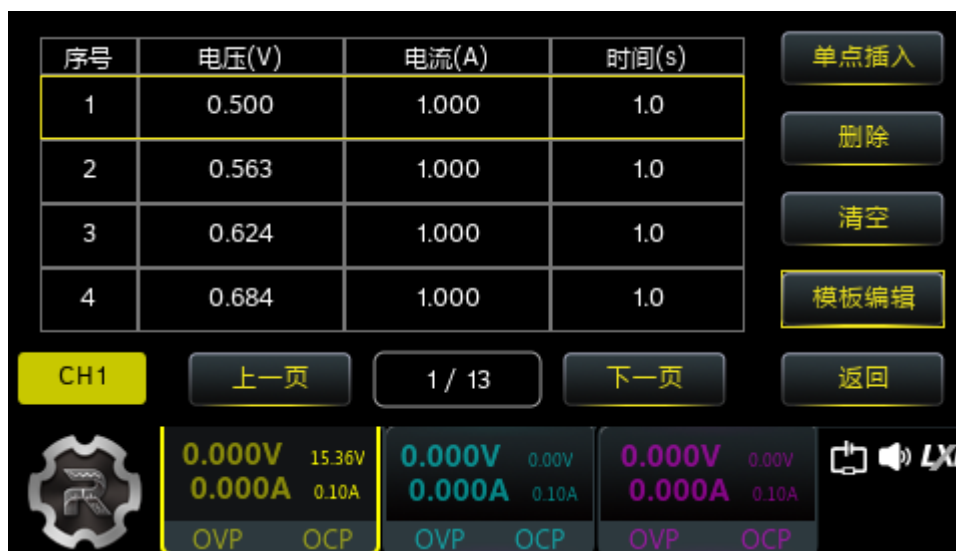 序号 电压(V) 电流(A) 时间(s) 单点插入
1 0.500 1.000 1.0
删除
2 0.563 1.000 1.0
3 0.624 1.000 1.0 清空
4 0.684 1.000 1.0 模板编辑
CH1 上一页 1 / 13 下一页 返回
0.000V 15.36V 0.000V 0.00V 0.000V 0.00V LXI
0.000A 0.10A 0.000A 0.10A 0.000A 0.10A
R
OVP OCP OVP OCP OVP OCP